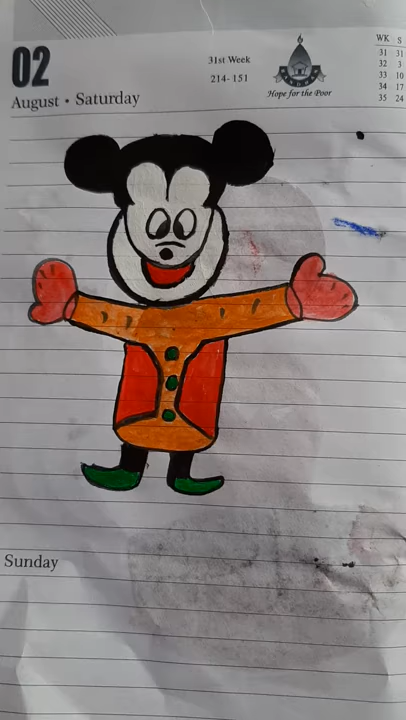 02
August • Saturday
31st Week
214- 151
Hope for the Poor
WK S
31 31
32 3
33 10
34 17
35 24
Sunday